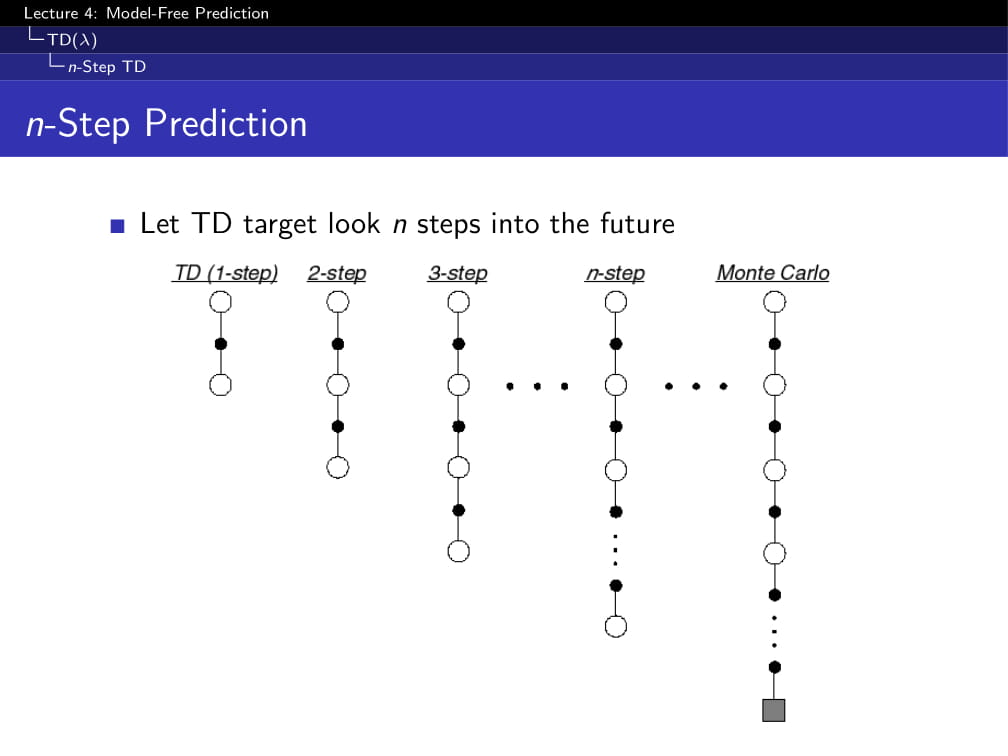 Lecture 4: Model-Free Prediction
TD(λ)
n-Step TD
n-Step Prediction
Let TD target look n steps into the future
TD (1-step) 2-step 3-step n-step Monte Carlo